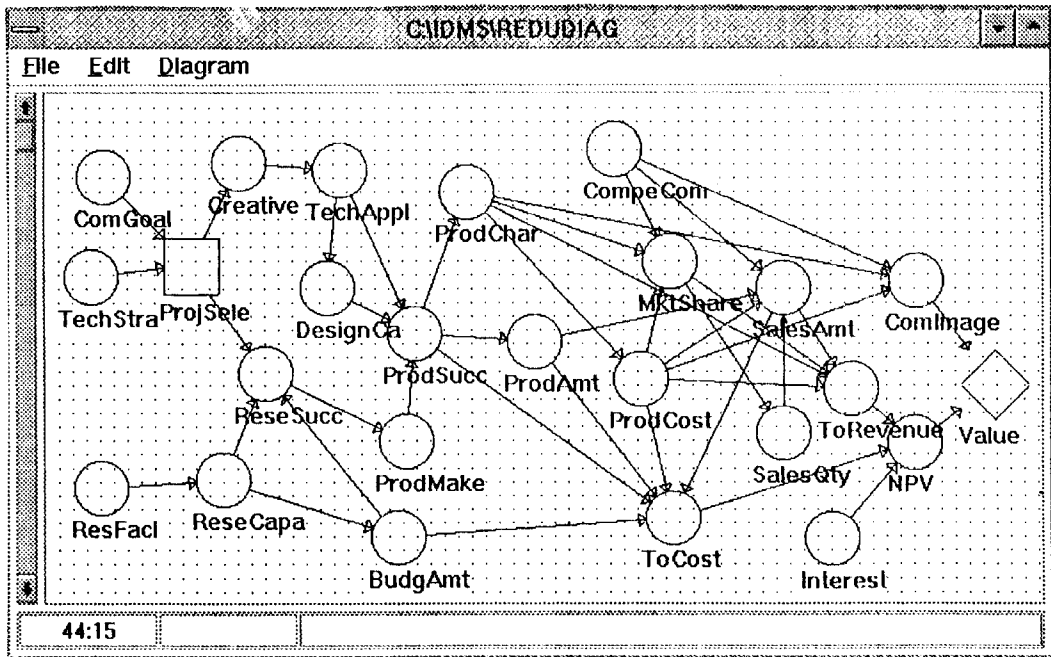 C:\IDMS\REDUDIAG
File Edit Diagram
ComGoal
Creative
TechAppl
ProdChar
CompeCom
TechStra
ProjSele
DesignCa
MktShare
SalesAmt
ComImage
ProdSucc
ProdAmt
ReseSucc
ProdCost
ToRevenue
Value
ProdMake
SalesQty
NPV
ResFacl
ReseCapa
BudgAmt
ToCost
Interest
44:15